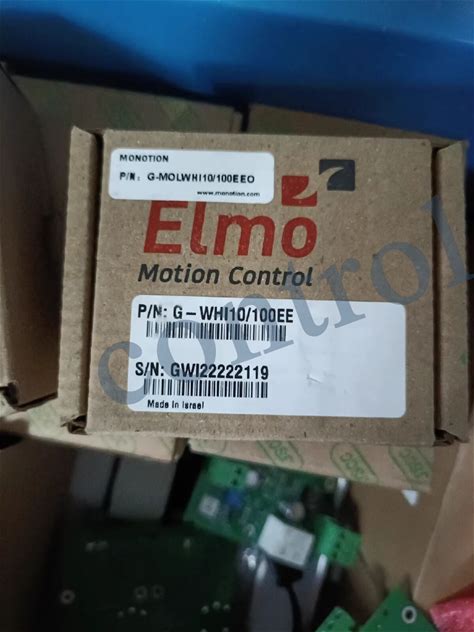 MONOTION
P/N: G-MOLWHI10/100EEO
www.monotion.com
Elmo
Motion Control
P/N: G-WHI10/100EE
S/N: GWI22222119
Made in Israel
control